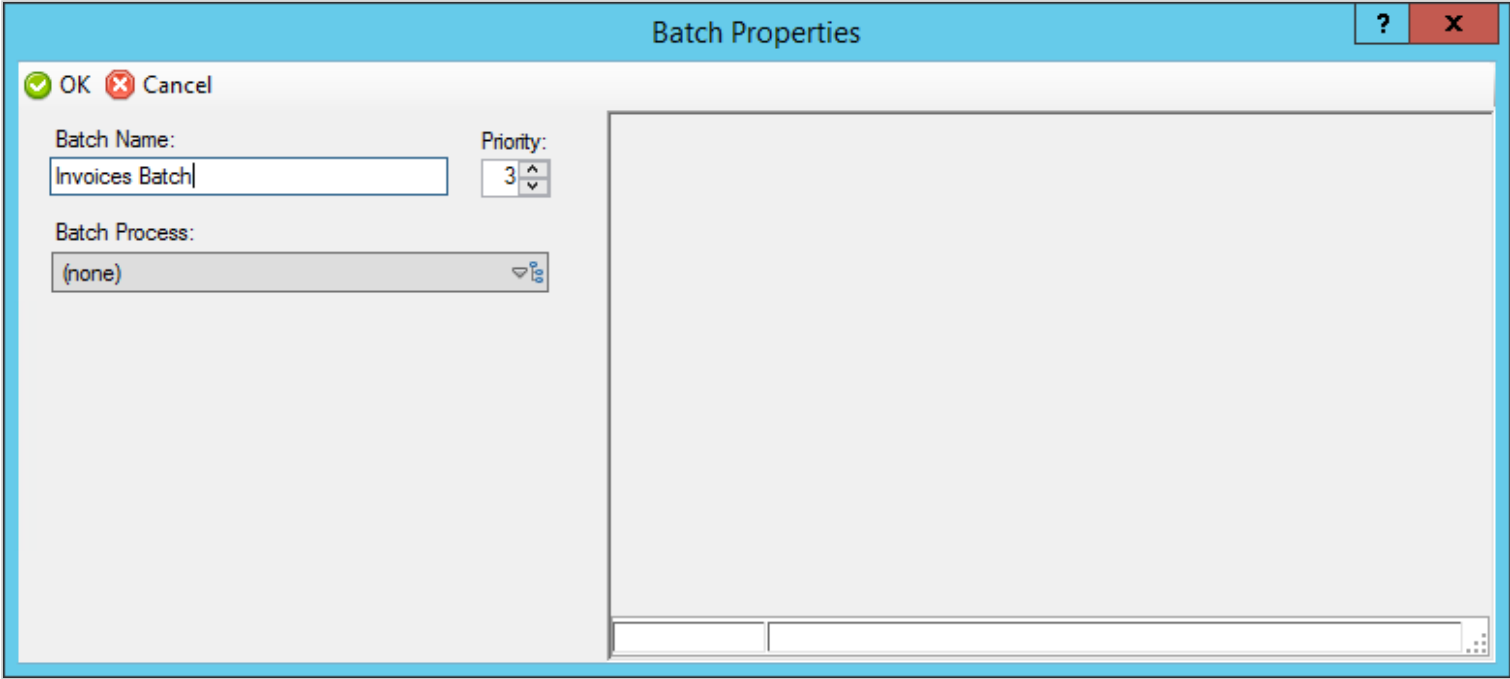 Batch Properties
?
x
OK Cancel
Batch Name:
Priority:
Invoices Batch
3
Batch Process:
(none)